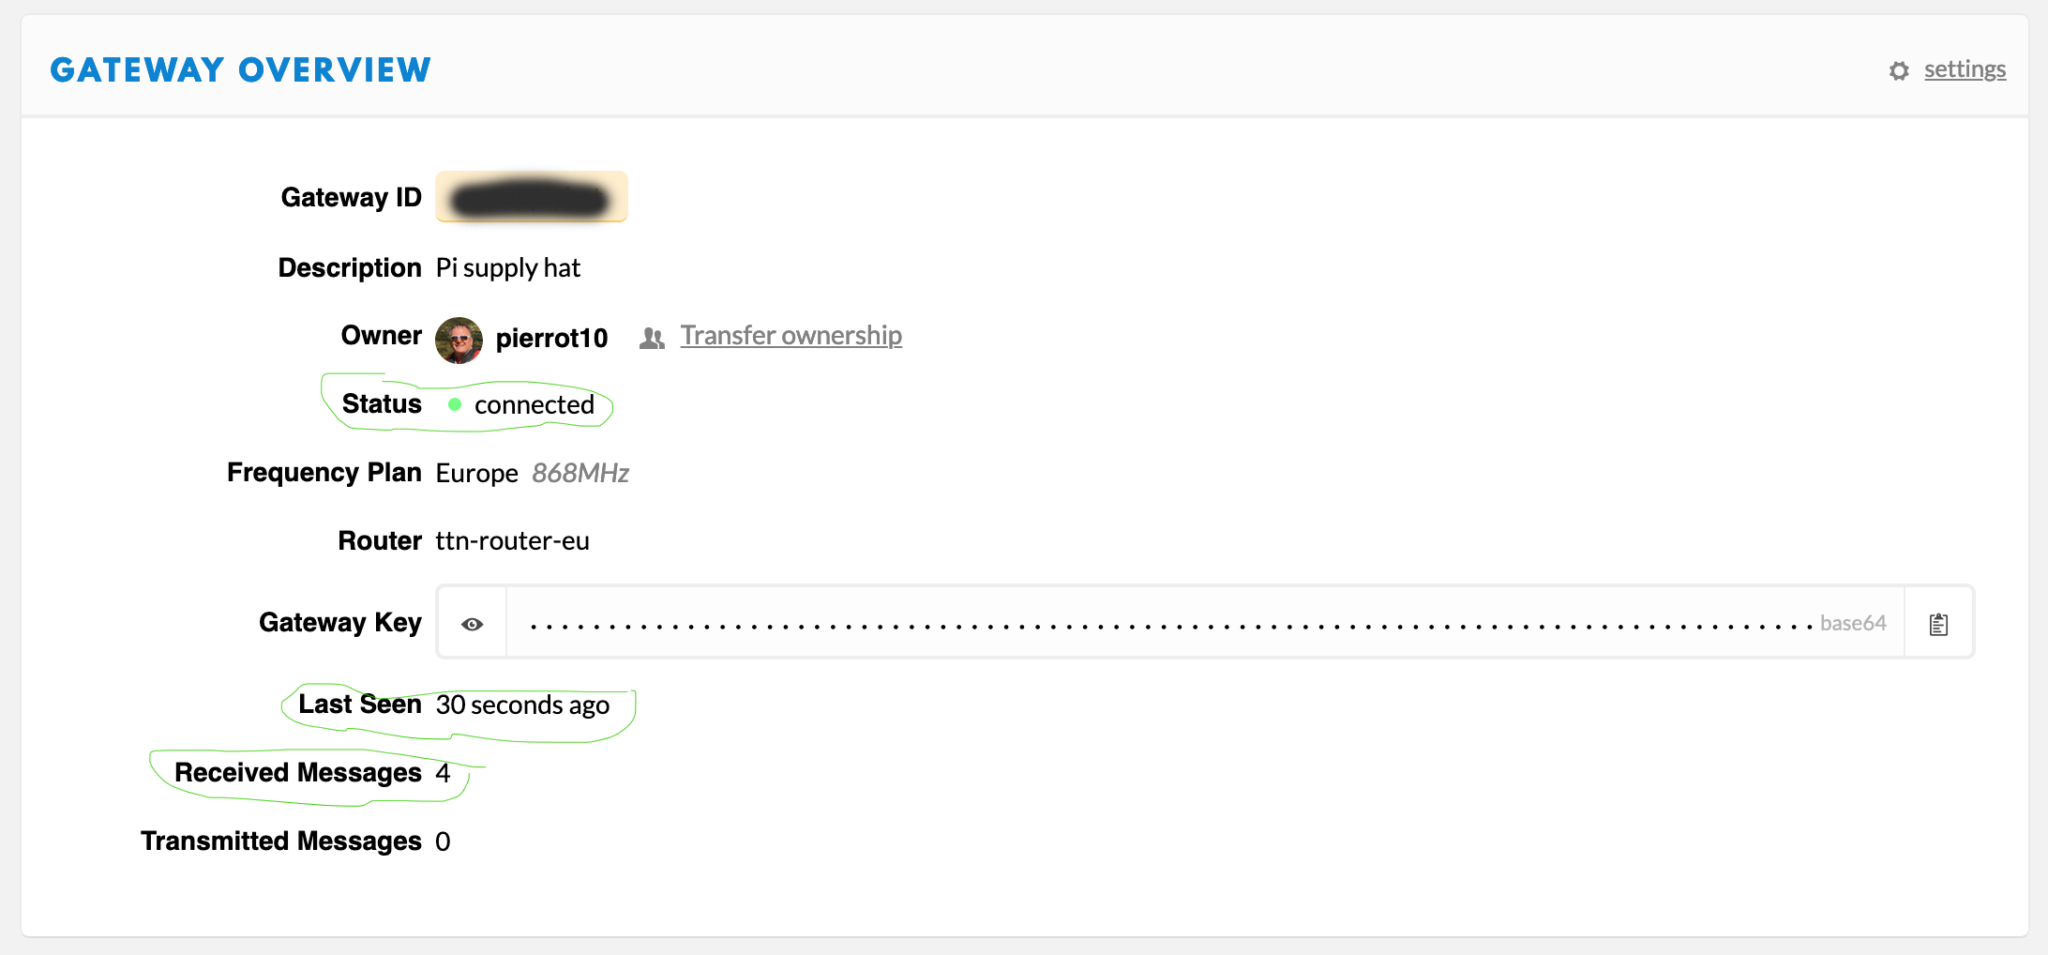 GATEWAY OVERVIEW settings
Gateway ID
Description Pi supply hat
Owner pierrot10 Transfer ownership
Status connected
Frequency Plan Europe 868MHz
Router ttn-router-eu
Gateway Key base64
Last Seen 30 seconds ago
Received Messages 4
Transmitted Messages 0